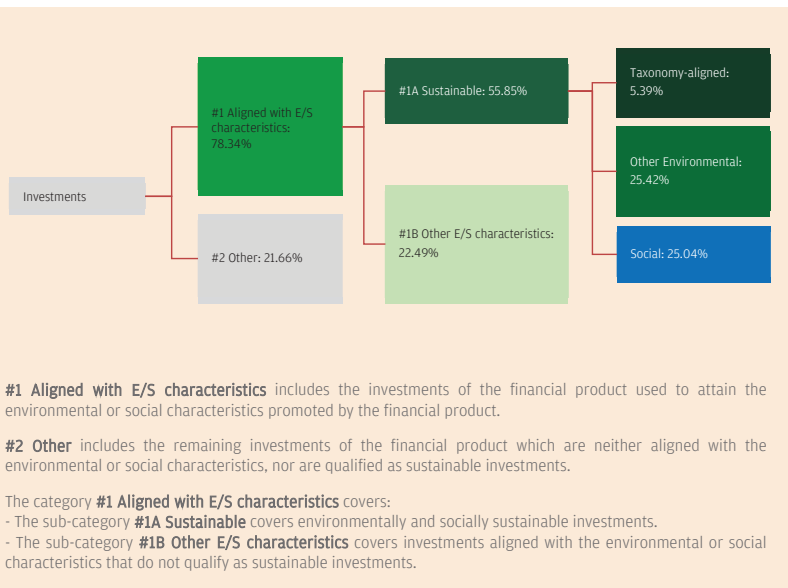 Investments
#1 Aligned with E/S
characteristics:
78.34%
#2 Other: 21.66%
#1A Sustainable: 55.85%
#1B Other E/S characteristics:
22.49%
Taxonomy-aligned:
5.39%
Other Environmental:
25.42%
Social: 25.04%
#1 Aligned with E/S characteristics includes the investments of the financial product used to attain the
environmental or social characteristics promoted by the financial product.
#2 Other includes the remaining investments of the financial product which are neither aligned with the
environmental or social characteristics, nor are qualified as sustainable investments.
The category #1 Aligned with E/S characteristics covers:
- The sub-category #1A Sustainable covers environmentally and socially sustainable investments.
- The sub-category #1B Other E/S characteristics covers investments aligned with the environmental or social
characteristics that do not qualify as sustainable investments.